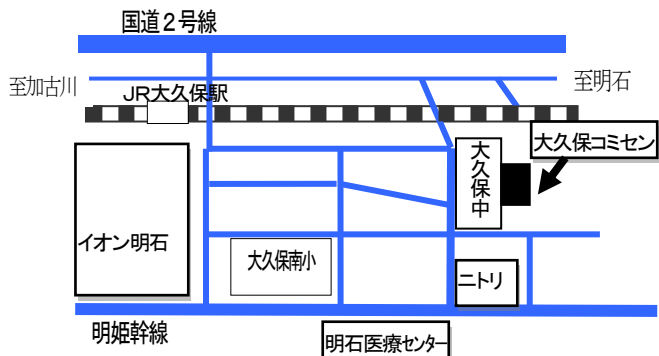 国道２号線
至加古川
至明石
ＪＲ大久保駅
大久保コミセン
大久保中
イオン明石
大久保南小
ニトリ
明姫幹線
明石医療センター